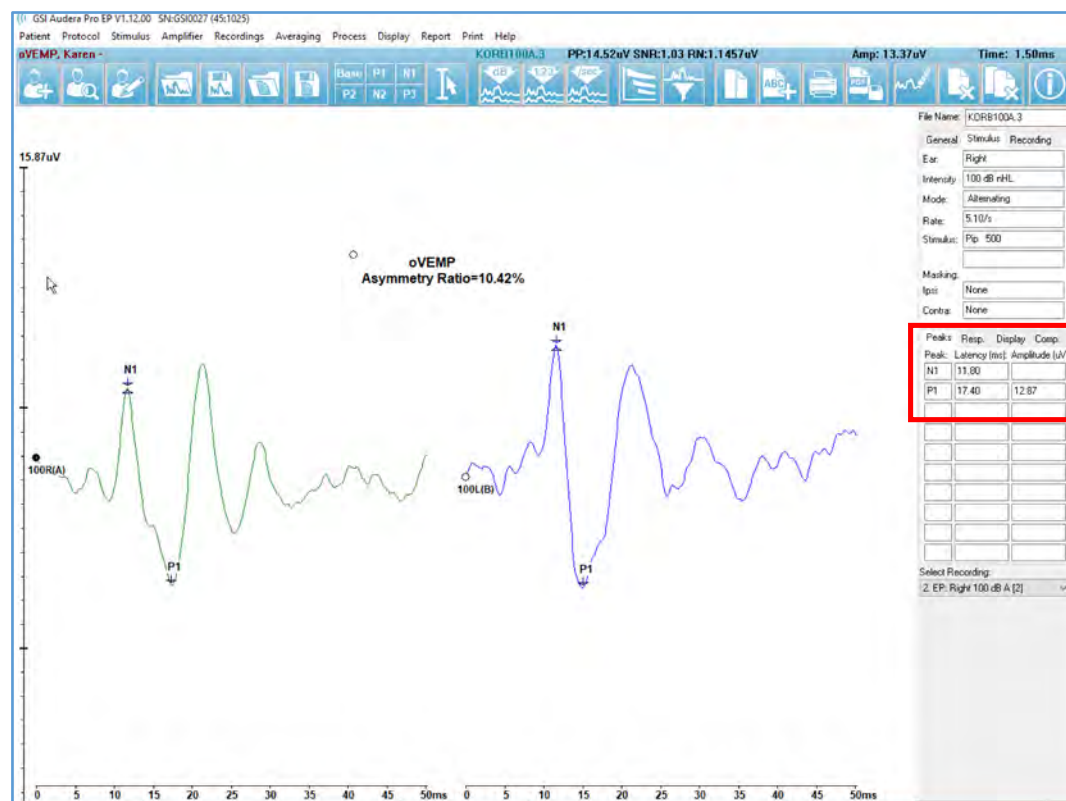 GSI Audera Pro EP V1.12.00 SN:GSI0027 (45:1025)
Patient Protocol Stimulus Amplifier Recordings Averaging Process Display Report Print Help
oVEMP, Karen - KORB100A.3 PP:14.52uV SNR:1.03 RN:1.1457uV Amp: 13.37uV Time: 1.50ms
Base P1 N1
P2 N2 P3
dB 1,2,3 /sec ABC PDF
File Name: KORB100A.3
General Stimulus Recording
Ear: Right
Intensity 100 dB nHL
Mode: Alternating
Rate: 5.10/s
Stimulus: Pip 500
Masking:
Ipsi: None
Contra: None
Peaks Resp. Display Comp.
Peak: Latency (ms): Amplitude (uV
N1 11.80
P1 17.40 12.87
Select Recording:
2. EP: Right 100 dB A [2]
15.87uV
oVEMP
Asymmetry Ratio=10.42%
N1
N1
100R(A)
100L(B)
P1
P1
0 5 10 15 20 25 30 35 40 45 50ms
0 5 10 15 20 25 30 35 40 45 50ms